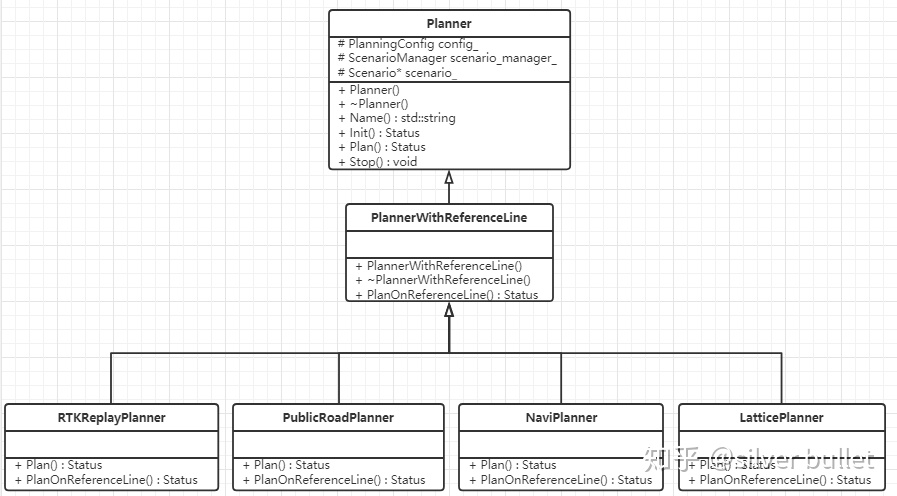 Planner
# PlanningConfig config_
# ScenarioManager scenario_manager_
# Scenario* scenario_
+ Planner()
+ ~Planner()
+ Name() : std::string
+ Init() : Status
+ Plan() : Status
+ Stop() : void
PlannerWithReferenceLine
+ PlannerWithReferenceLine()
+ ~PlannerWithReferenceLine()
+ PlanOnReferenceLine() : Status
RTKReplayPlanner
+ Plan() : Status
+ PlanOnReferenceLine() : Status
PublicRoadPlanner
+ Plan() : Status
+ PlanOnReferenceLine() : Status
NaviPlanner
+ Plan() : Status
+ PlanOnReferenceLine() : Status
LatticePlanner
+ Plan() : Status
+ PlanOnReferenceLine() : Status
知乎 @silver bullet